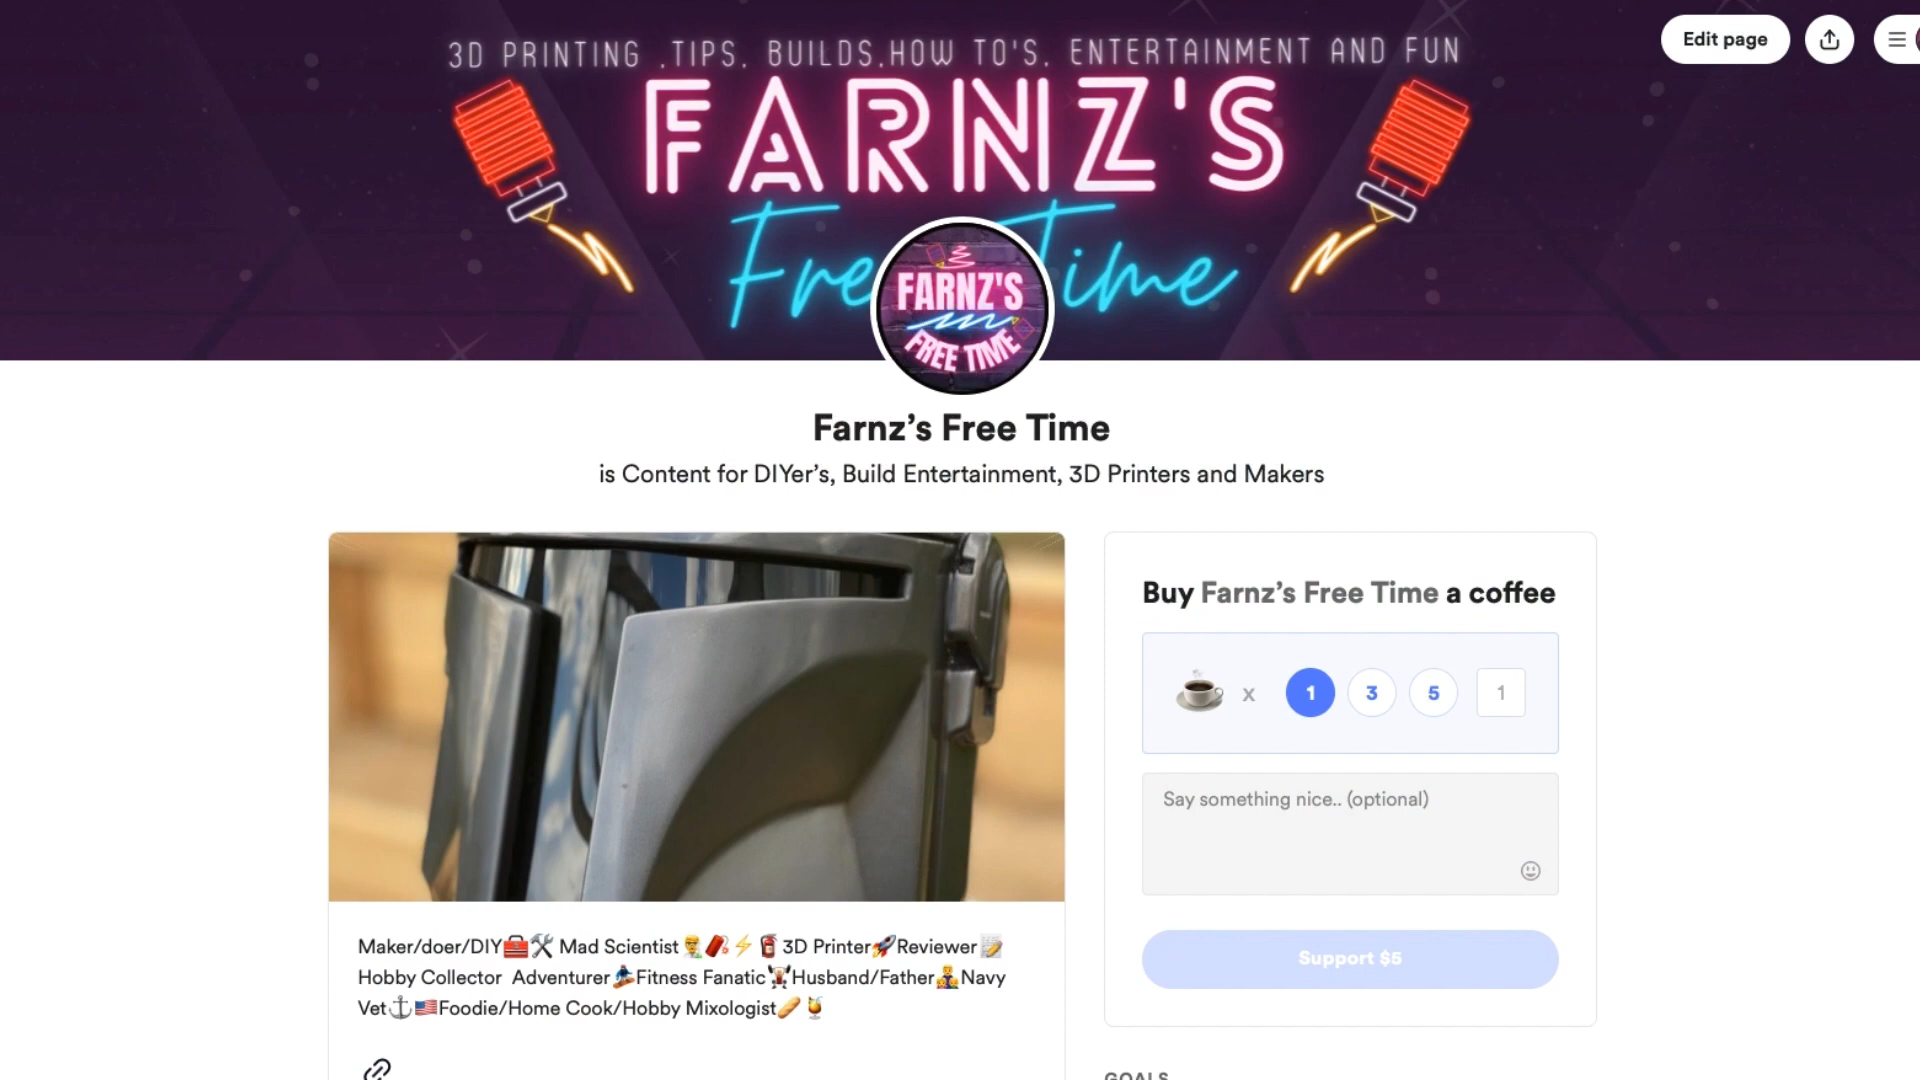 3D PRINTING ,TIPS, BUILDS,HOW TO'S, ENTERTAINMENT AND FUN
Edit page
FARNZ'S
Free Time
FARNZ'S
FREE TIME
Farnz’s Free Time
is Content for DIYer’s, Build Entertainment, 3D Printers and Makers
Buy Farnz’s Free Time a coffee
x 1 3 5 1
Say something nice.. (optional)
Support $5
Maker/doer/DIY🧰🛠 Mad Scientist👨‍🔬🧨⚡🧯3D Printer🚀Reviewer📝
Hobby Collector Adventurer🏂Fitness Fanatic🏋Husband/Father👨‍👦Navy
Vet⚓🇺🇸Foodie/Home Cook/Hobby Mixologist🥖🍹
GOALS